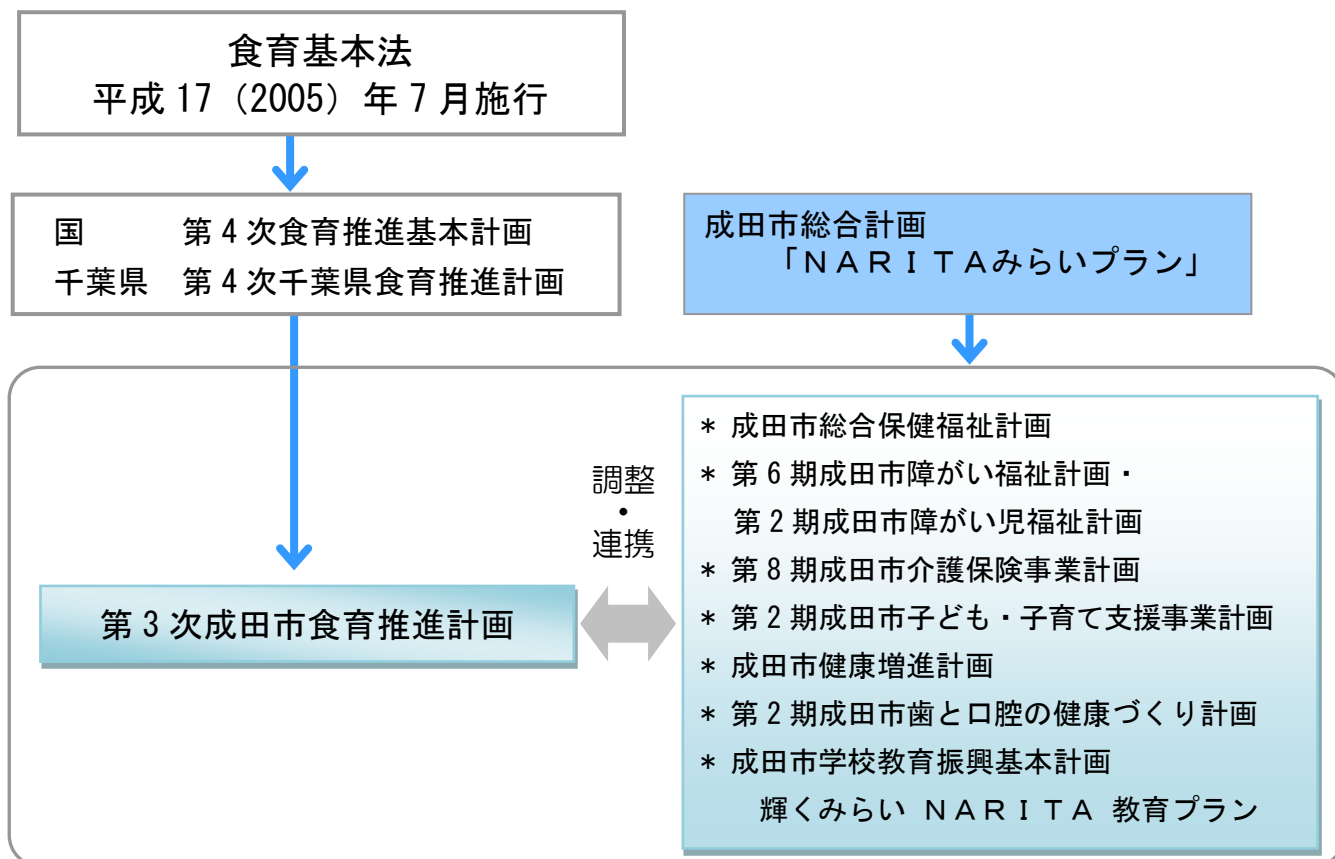 食育基本法
平成 17（2005）年 7 月施行
国　　　第 4 次食育推進基本計画
千葉県　第 4 次千葉県食育推進計画
成田市総合計画
「ＮＡＲＩＴＡみらいプラン」
調整
・
連携
第 3 次成田市食育推進計画
* 成田市総合保健福祉計画
* 第 6 期成田市障がい福祉計画・
第 2 期成田市障がい児福祉計画
* 第 8 期成田市介護保険事業計画
* 第 2 期成田市子ども・子育て支援事業計画
* 成田市健康増進計画
* 第 2 期成田市歯と口腔の健康づくり計画
* 成田市学校教育振興基本計画
輝くみらい ＮＡＲＩＴＡ 教育プラン